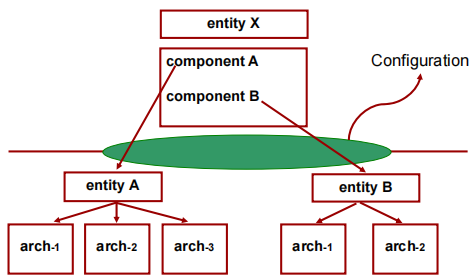 entity X
component A
Configuration
component B
entity A
entity B
arch-1
arch-2
arch-3
arch-1
arch-2